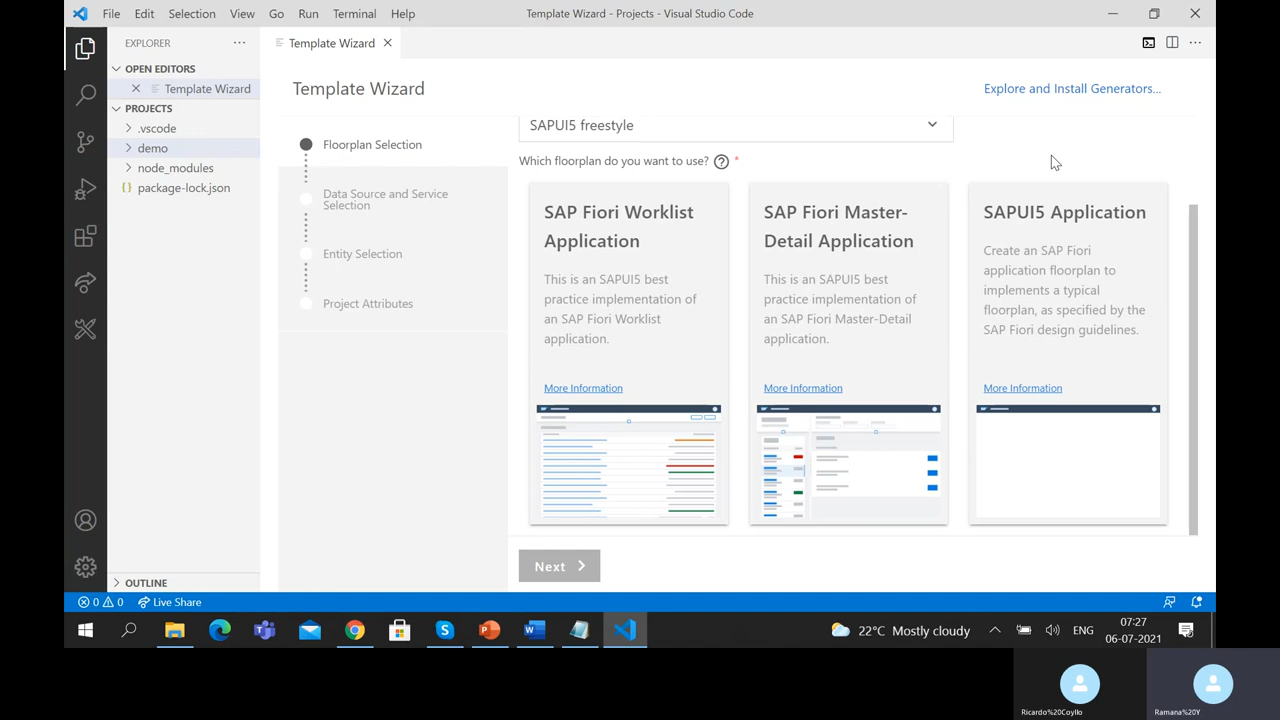 File Edit Selection View Go Run Terminal Help
Template Wizard - Projects - Visual Studio Code
EXPLORER
OPEN EDITORS
Template Wizard
PROJECTS
.vscode
demo
node_modules
package-lock.json
OUTLINE
Template Wizard
Template Wizard
Explore and Install Generators...
Floorplan Selection
Data Source and Service
Selection
Entity Selection
Project Attributes
SAPUI5 freestyle
Which floorplan do you want to use? *
SAP Fiori Worklist
Application
This is an SAPUI5 best
practice implementation of
an SAP Fiori Worklist
application.
More Information
SAP Fiori Master-
Detail Application
This is an SAPUI5 best
practice implementation of
an SAP Fiori Master-Detail
application.
More Information
SAPUI5 Application
Create an SAP Fiori
application floorplan to
implements a typical
floorplan, as specified by the
SAP Fiori design guidelines.
More Information
Next
0 0 Live Share
22°C Mostly cloudy
ENG
07:27
06-07-2021
Ricardo%20Coyllo
Ramana%20Y